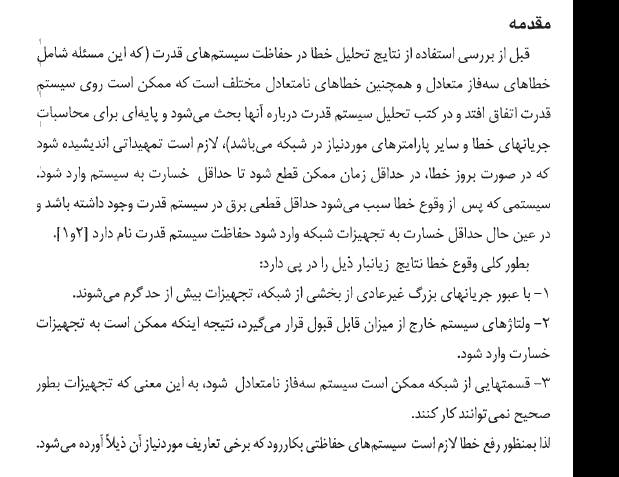 مقدمه
قبل از بررسی استفاده از نتایج تحلیل خطا در حفاظت سیستم‌های قدرت (که این مسئله شامل
خطاهای سه‌فاز متعادل و همچنین خطاهای نامتعادل مختلف است که ممکن است روی سیستم
قدرت اتفاق افتد و در کتب تحلیل سیستم قدرت درباره آنها بحث می‌شود و پایه‌ای برای محاسبات
جریانهای خطا و سایر پارامترهای موردنیاز در شبکه می‌باشد)، لازم است تمهیداتی اندیشیده شود
که در صورت بروز خطا، در حداقل زمان ممکن قطع شود تا حداقل خسارت به سیستم وارد شود.
سیستمی که پس از وقوع خطا سبب می‌شود حداقل قطعی برق در سیستم قدرت وجود داشته باشد و
در عین حال حداقل خسارت به تجهیزات شبکه وارد شود حفاظت سیستم قدرت نام دارد [۲و۱].
بطور کلی وقوع خطا نتایج زیانبار ذیل را در پی دارد:
۱- با عبور جریانهای بزرگ غیرعادی از بخشی از شبکه، تجهیزات بیش از حد گرم می‌شوند.
۲- ولتاژهای سیستم خارج از میزان قابل قبول قرار می‌گیرد، نتیجه اینکه ممکن است به تجهیزات
خسارت وارد شود.
۳- قسمتهایی از شبکه ممکن است سیستم سه‌فاز نامتعادل شود، به این معنی که تجهیزات بطور
صحیح نمی‌توانند کار کنند.
لذا بمنظور رفع خطا لازم است سیستم‌های حفاظتی بکاررود که برخی تعاریف موردنیاز آن ذیلاً آورده می‌شود.